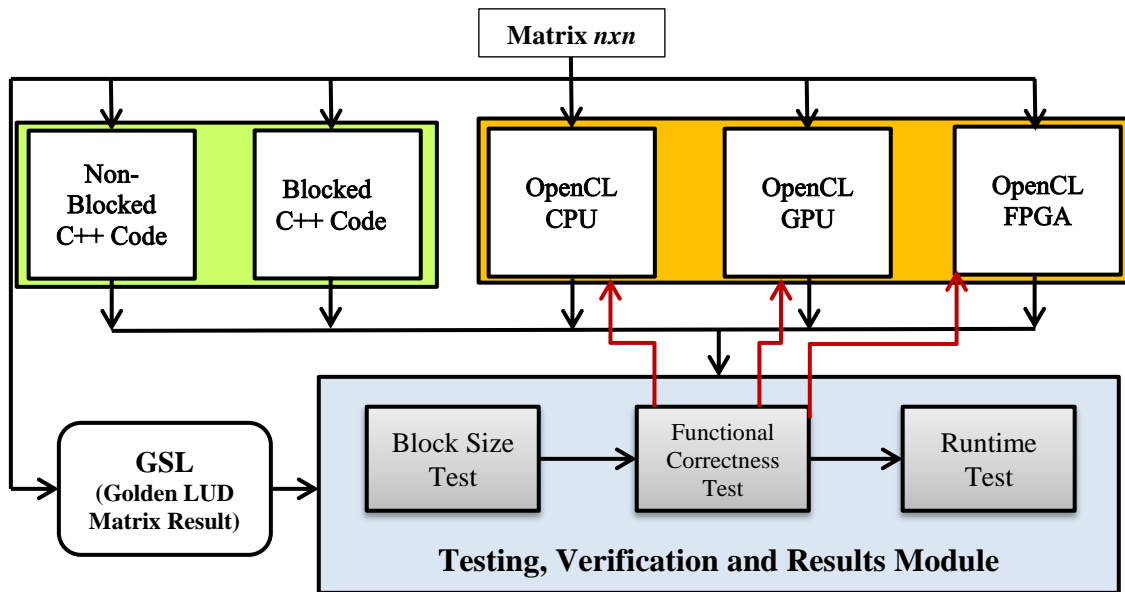 Matrix nxn
Non-
Blocked
C++ Code
Blocked
C++ Code
OpenCL
CPU
OpenCL
GPU
OpenCL
FPGA
GSL
(Golden LUD
Matrix Result)
Block Size
Test
Functional
Correctness
Test
Runtime
Test
Testing, Verification and Results Module